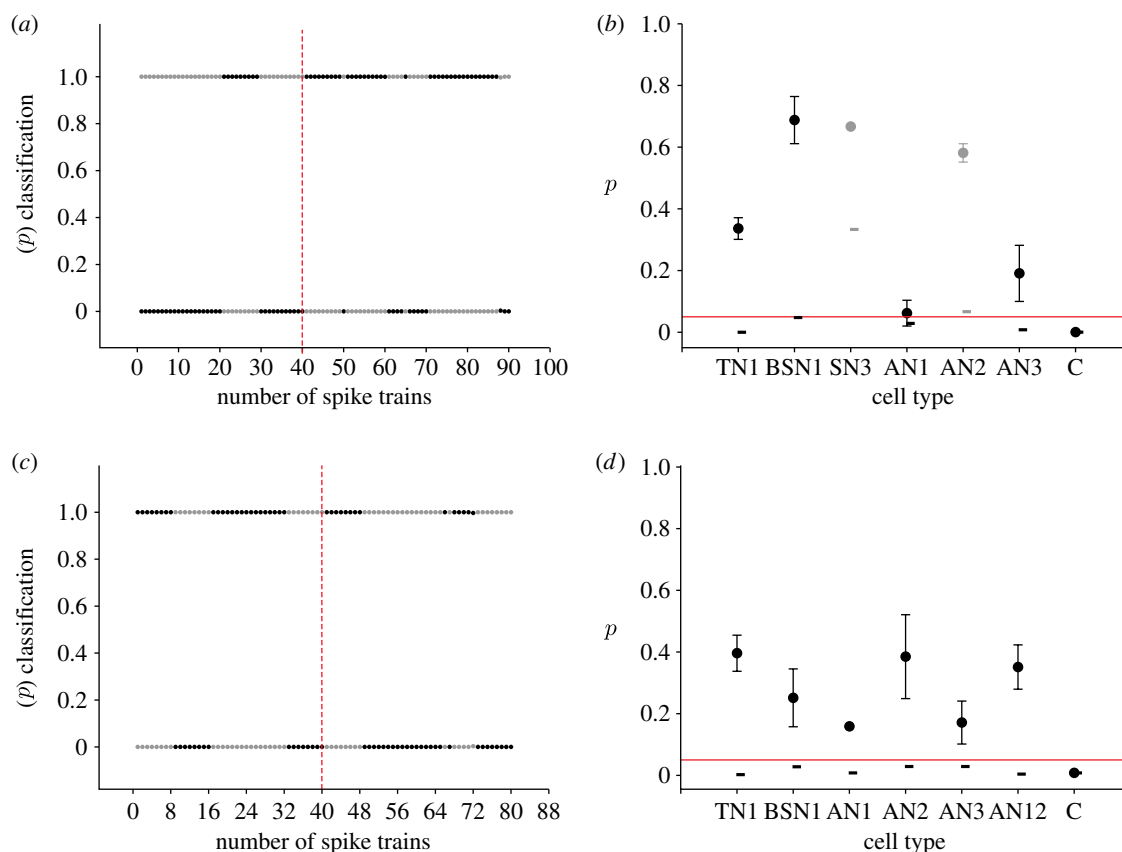 (a)
(p) classification
1.0
0.8
0.6
0.4
0.2
0
0 10 20 30 40 50 60 70 80 90 100
number of spike trains
(b)
p
1.0
0.8
0.6
0.4
0.2
0
TN1 BSN1 SN3 AN1 AN2 AN3 C
cell type
(c)
(p) classification
1.0
0.8
0.6
0.4
0.2
0
0 8 16 24 32 40 48 56 64 72 80 88
number of spike trains
(d)
p
1.0
0.8
0.6
0.4
0.2
0
TN1 BSN1 AN1 AN2 AN3 AN12 C
cell type